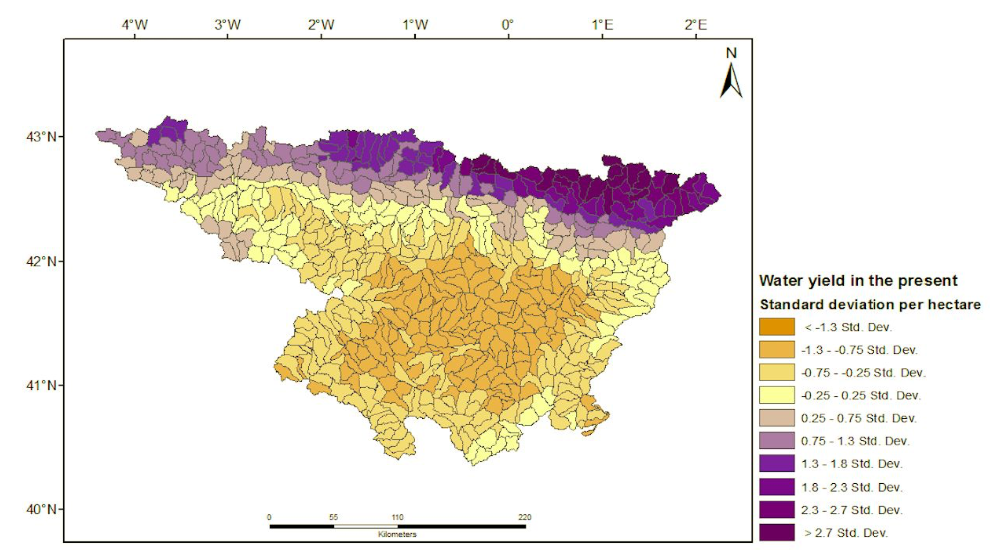 4°W 3°W 2°W 1°W 0° 1°E 2°E
N
43°N
42°N
41°N
40°N
0 55 110 220
Kilometers
Water yield in the present
Standard deviation per hectare
< -1.3 Std. Dev.
-1.3 - -0.75 Std. Dev.
-0.75 - -0.25 Std. Dev.
-0.25 - 0.25 Std. Dev.
0.25 - 0.75 Std. Dev.
0.75 - 1.3 Std. Dev.
1.3 - 1.8 Std. Dev.
1.8 - 2.3 Std. Dev.
2.3 - 2.7 Std. Dev.
> 2.7 Std. Dev.